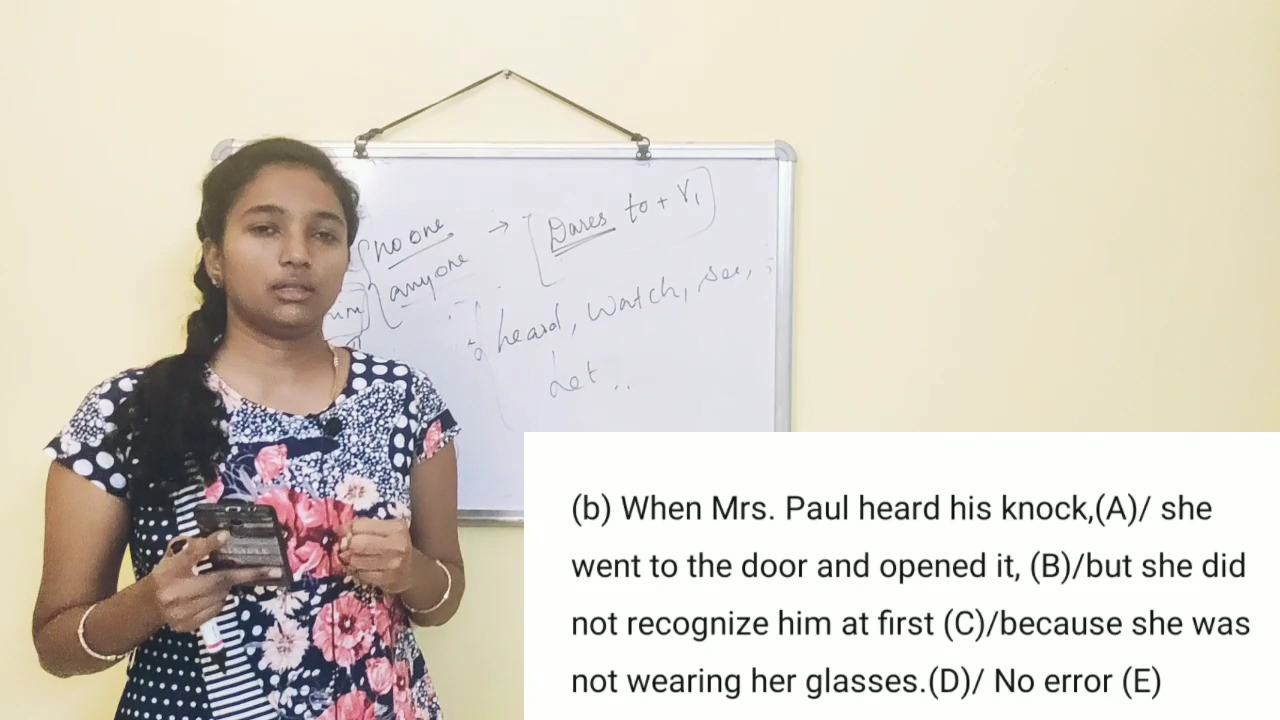 no one → Dares to + V₁
anyone
heard, Watch, see,
Let ..
(b) When Mrs. Paul heard his knock,(A)/ she
went to the door and opened it, (B)/but she did
not recognize him at first (C)/because she was
not wearing her glasses.(D)/ No error (E)